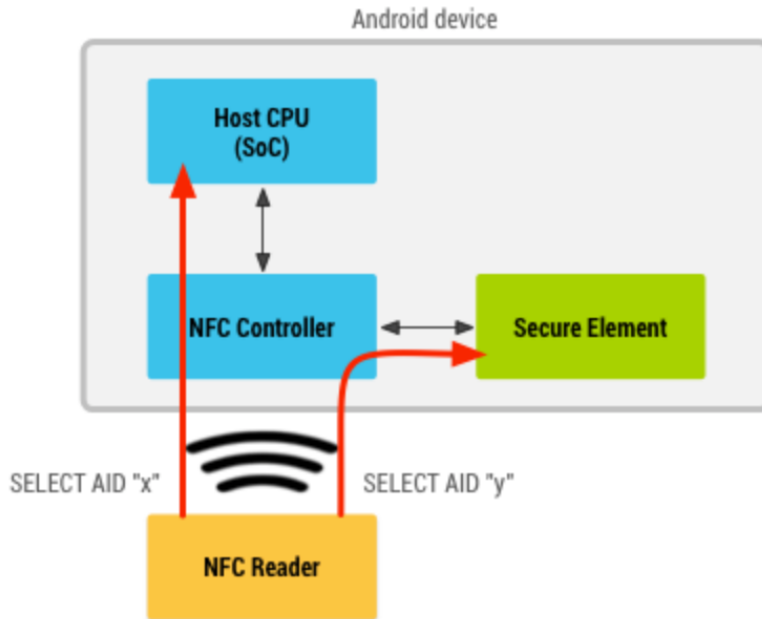 Android device
Host CPU
(SoC)
NFC Controller
Secure Element
SELECT AID "x"
SELECT AID "y"
NFC Reader